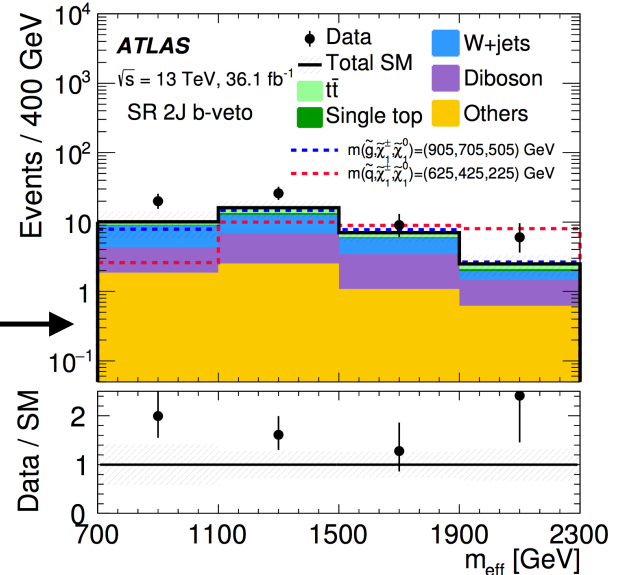 Events / 400 GeV
10⁴
10³
10²
10
1
10⁻¹
ATLAS
√s = 13 TeV, 36.1 fb⁻¹
SR 2J b-veto
Data
Total SM
tt̄
Single top
W+jets
Diboson
Others
m(g̃,χ̃₁±,χ̃₁⁰)=(905,705,505) GeV
m(q̃,χ̃₁±,χ̃₁⁰)=(625,425,225) GeV
Data / SM
2
1
0
700 1100 1500 1900 2300
m_eff [GeV]